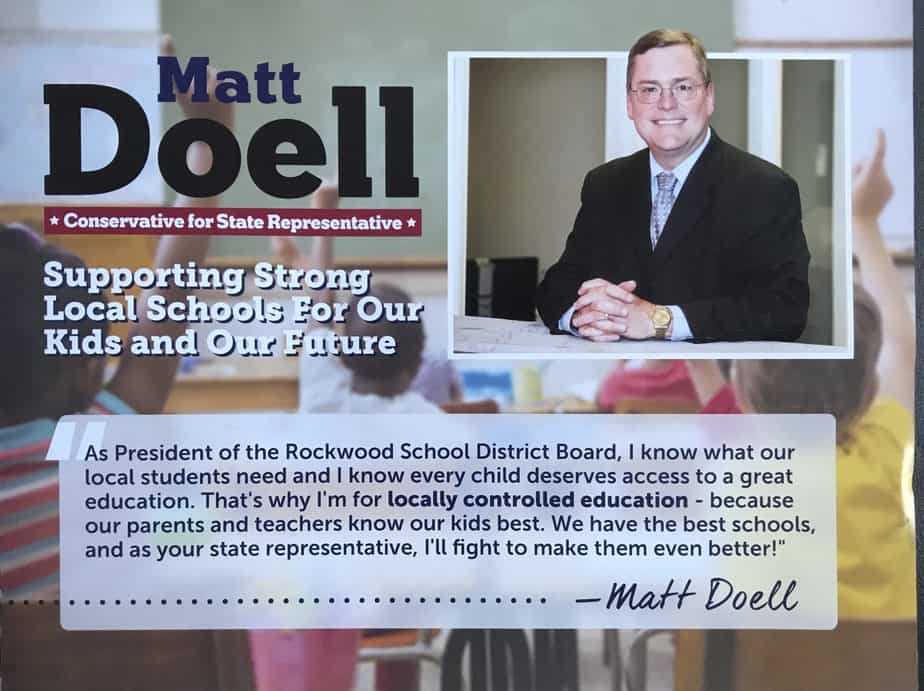 Matt
Doell
★ Conservative for State Representative ★
Supporting Strong
Local Schools For Our
Kids and Our Future
"As President of the Rockwood School District Board, I know what our
local students need and I know every child deserves access to a great
education. That's why I'm for locally controlled education - because
our parents and teachers know our kids best. We have the best schools,
and as your state representative, I'll fight to make them even better!"
—Matt Doell